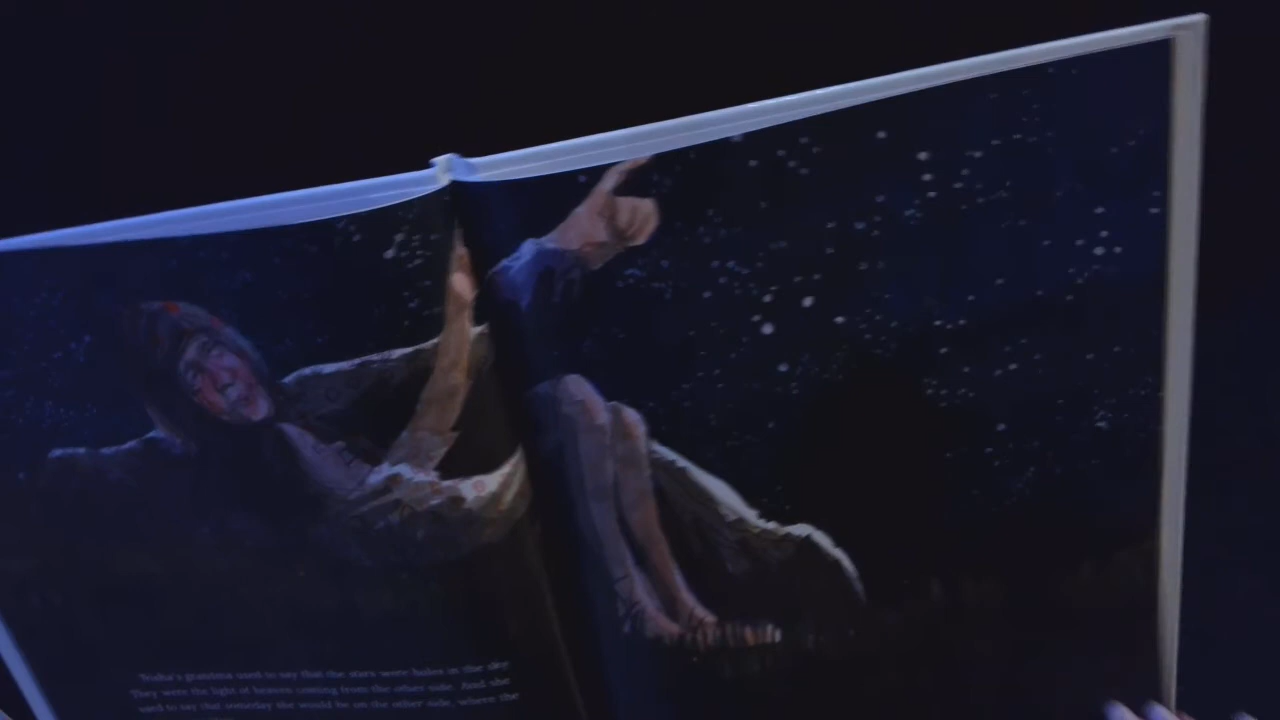 Trisha's grandma used to say that the stars were holes in the sky.
They were the light of heaven coming from the other side. And she
used to say that someday she would be on the other side, where the